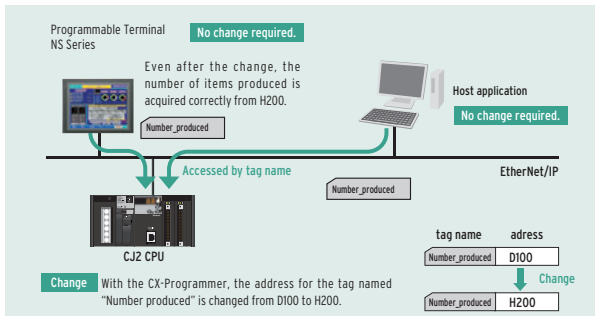 Programmable Terminal
NS Series
No change required.
Even after the change, the
number of items produced is
acquired correctly from H200.
Number_produced
Host application
No change required.
Accessed by tag name
EtherNet/IP
Number_produced
CJ2 CPU
tag name adress
Number_produced D100
Change
Number_produced H200
Change With the CX-Programmer, the address for the tag named
“Number produced” is changed from D100 to H200.